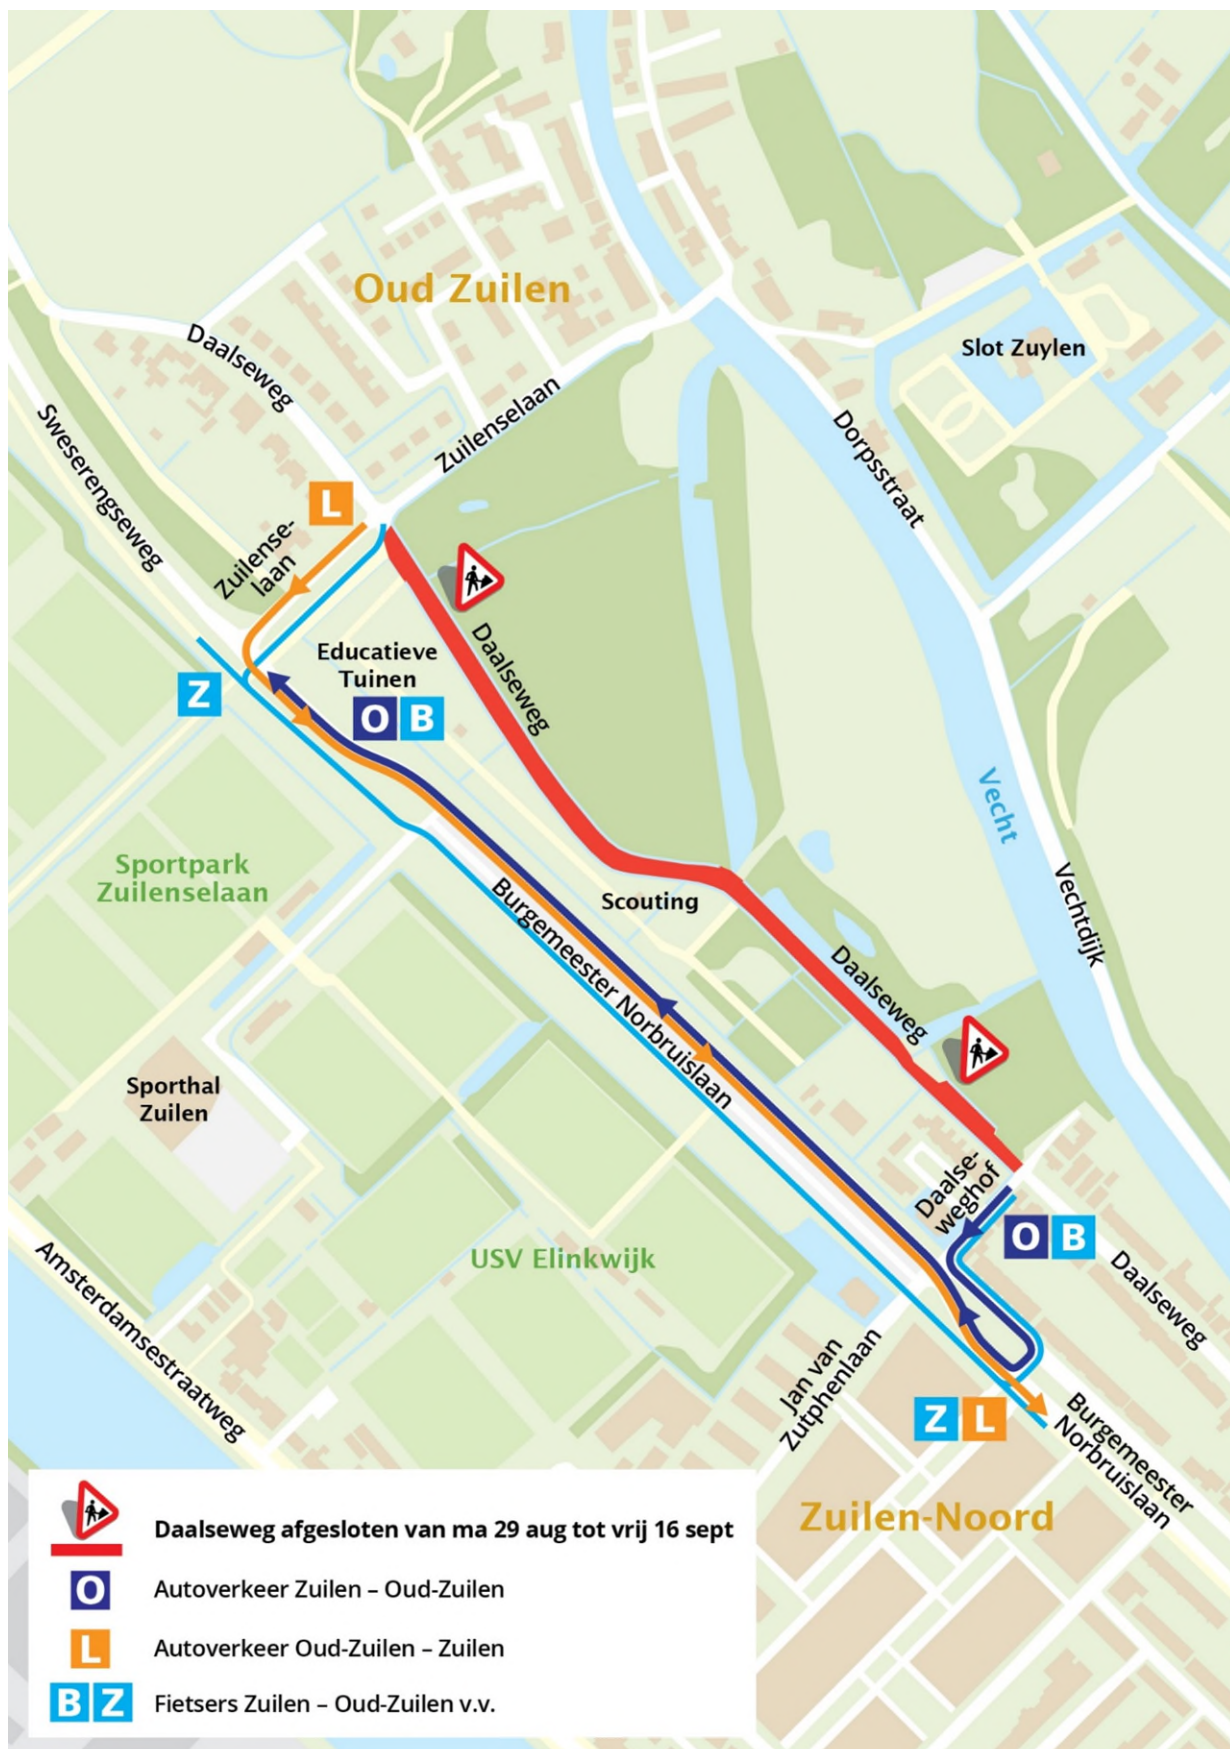 Oud Zuilen
Slot Zuylen
Daalseweg
Zuilenselaan
Dorpsstraat
Sweserengseweg
L
Zuilense-
laan
Educatieve
Tuinen
O B
Z
Daalseweg
Vecht
Sportpark
Zuilenselaan
Scouting
Burgemeester Norbruislaan
Daalseweg
Vechtdijk
Sporthal
Zuilen
Daalse-
weghof
O B
USV Elinkwijk
Daalseweg
Amsterdamsestraatweg
Jan van
Zutphenlaan
Z L
Burgemeester
Norbruislaan
Zuilen-Noord
Daalseweg afgesloten van ma 29 aug tot vrij 16 sept
O Autoverkeer Zuilen – Oud-Zuilen
L Autoverkeer Oud-Zuilen – Zuilen
B Z Fietsers Zuilen – Oud-Zuilen v.v.